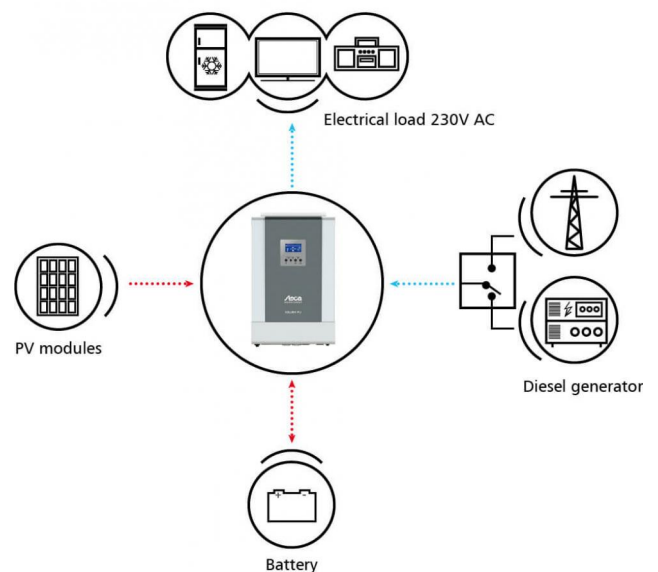 Electrical load 230V AC
Steca
PV modules
Diesel generator
+ -
Battery